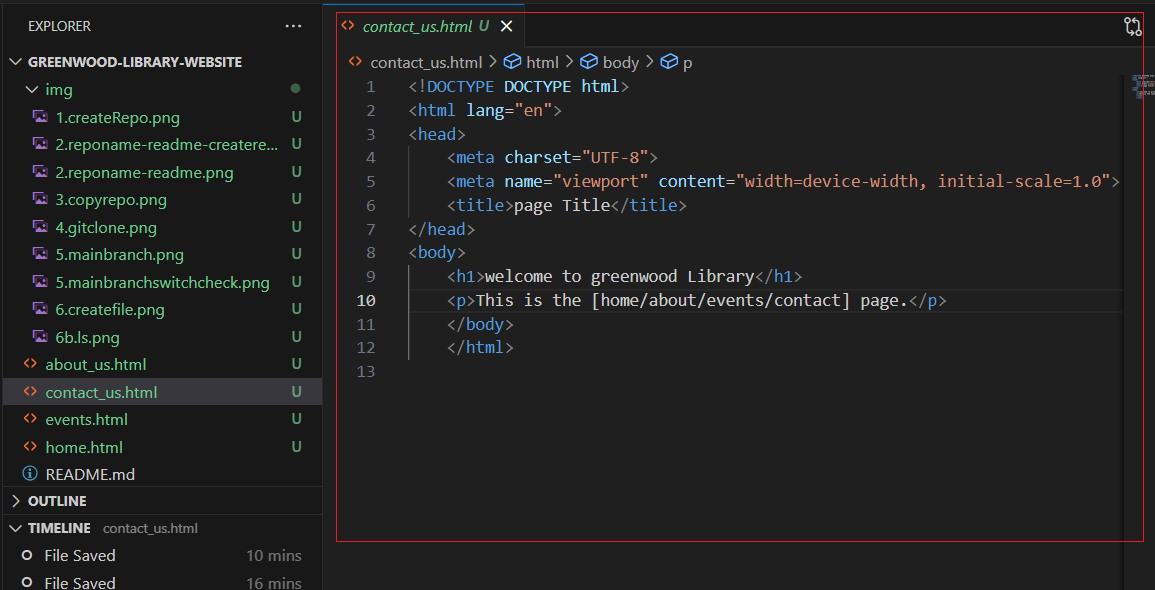 EXPLORER ···
GREENWOOD-LIBRARY-WEBSITE
img
1.createRepo.png U
2.reponame-readme-createre... U
2.reponame-readme.png U
3.copyrepo.png U
4.gitclone.png U
5.mainbranch.png U
5.mainbranchswitchcheck.png U
6.createfile.png U
6b.ls.png U
about_us.html U
contact_us.html U
events.html U
home.html U
README.md
OUTLINE
TIMELINE contact_us.html
File Saved 10 mins
File Saved 16 mins
contact_us.html U
contact_us.html > html > body > p
1 <!DOCTYPE DOCTYPE html>
2 <html lang="en">
3 <head>
4 <meta charset="UTF-8">
5 <meta name="viewport" content="width=device-width, initial-scale=1.0">
6 <title>page Title</title>
7 </head>
8 <body>
9 <h1>welcome to greenwood Library</h1>
10 <p>This is the [home/about/events/contact] page.</p>
11 </body>
12 </html>
13